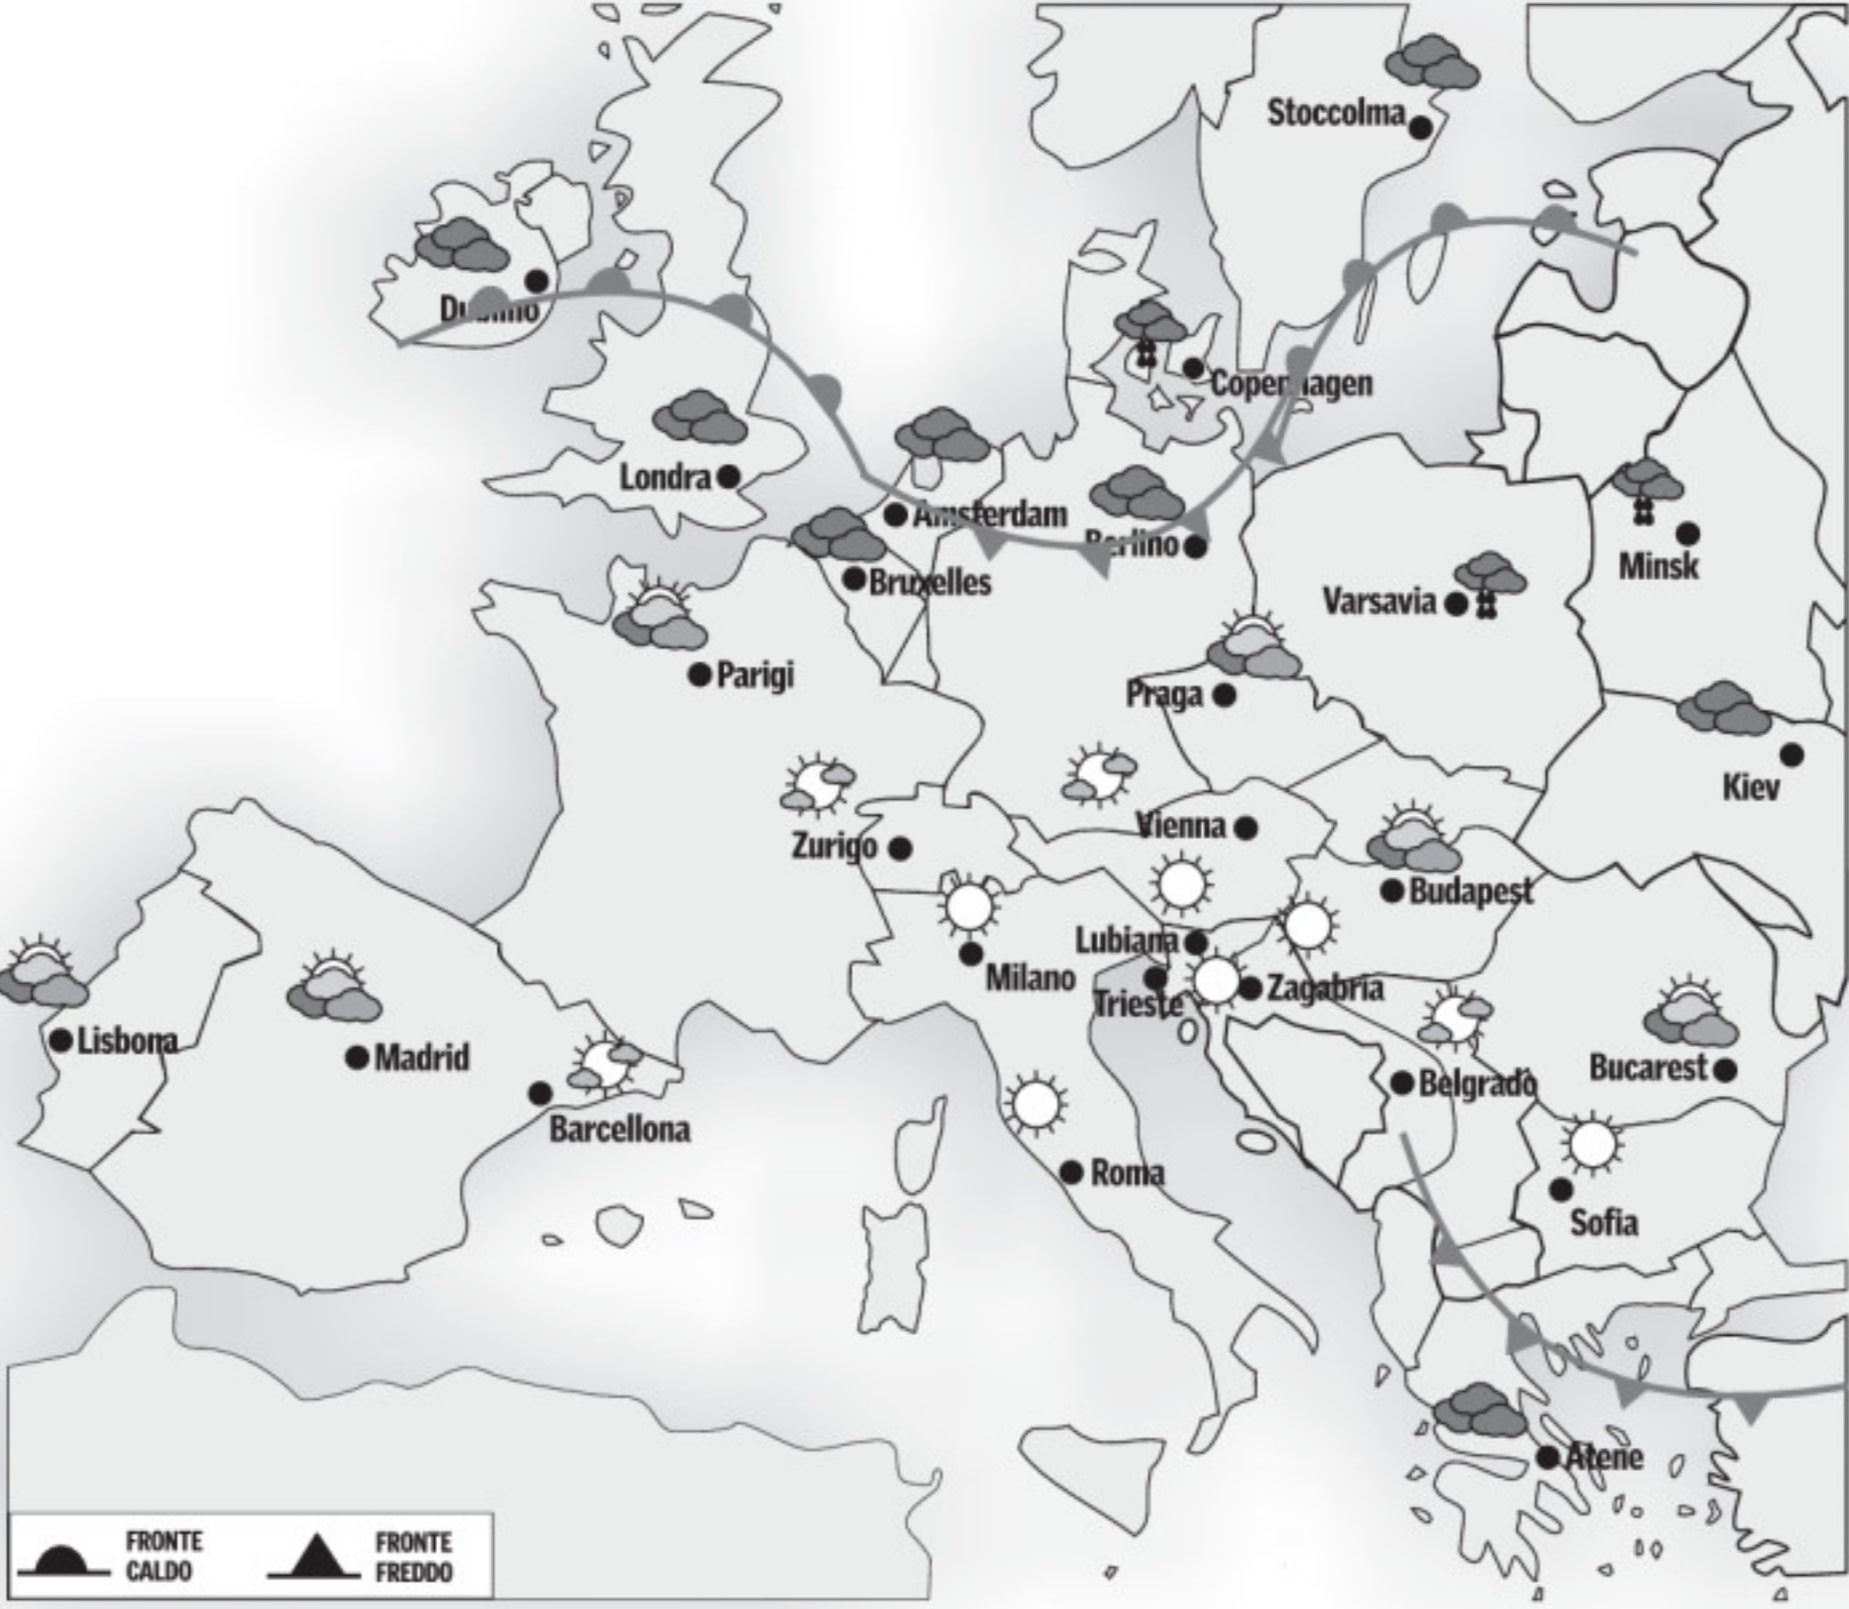 Stoccolma
Dublino
Copenhagen
Londra
Amsterdam
Berlino
Bruxelles
Minsk
Varsavia
Parigi
Praga
Kiev
Vienna
Zurigo
Budapest
Lubiana
Milano
Trieste
Zagabria
Lisbona
Madrid
Belgrado
Bucarest
Barcellona
Roma
Sofia
Atene
FRONTE
CALDO
FRONTE
FREDDO